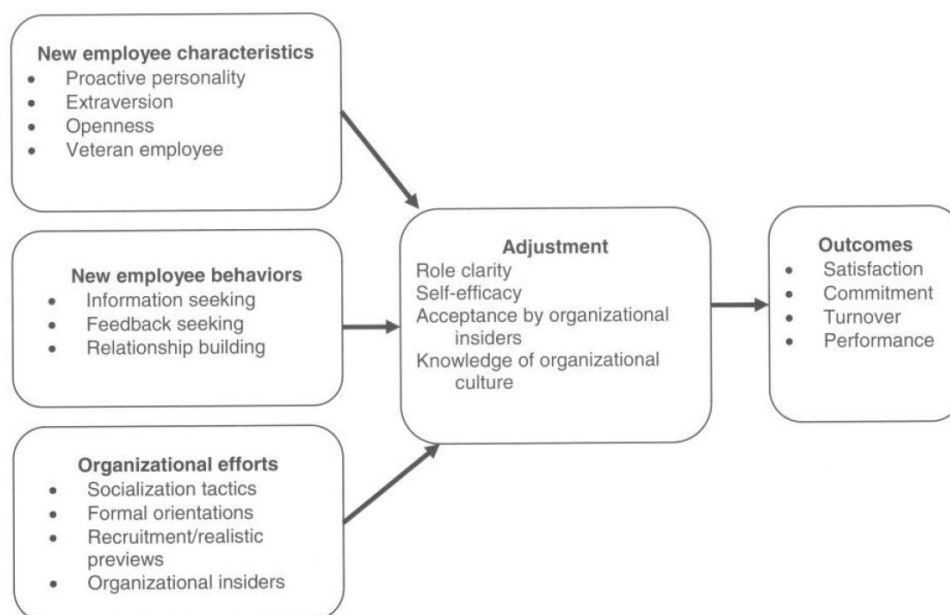 New employee characteristics
• Proactive personality
• Extraversion
• Openness
• Veteran employee
New employee behaviors
• Information seeking
• Feedback seeking
• Relationship building
Organizational efforts
• Socialization tactics
• Formal orientations
• Recruitment/realistic
previews
• Organizational insiders
Adjustment
Role clarity
Self-efficacy
Acceptance by organizational
insiders
Knowledge of organizational
culture
Outcomes
• Satisfaction
• Commitment
• Turnover
• Performance